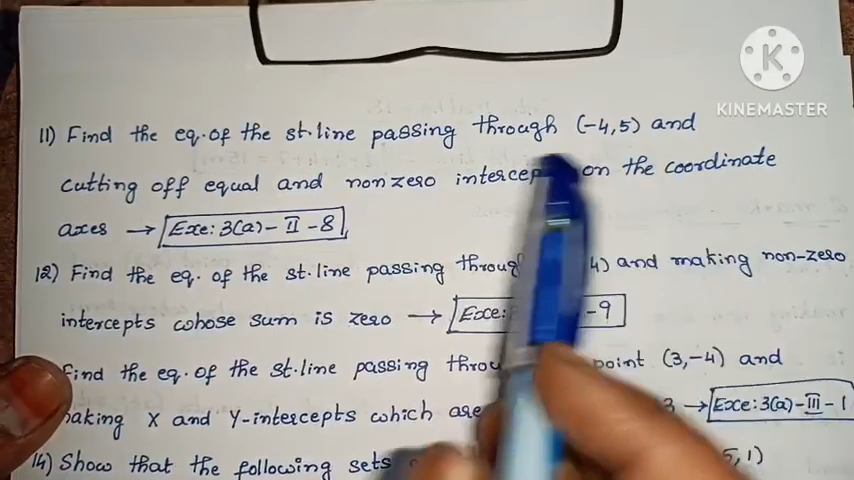 KINEMASTER
11) Find the eq.of the st.line passing through (-4,5) and
cutting off equal and nonzero on the coordinate
axes → Exe: 3(a)- II -8
12) Find the eq. of the st.line passing 4) and making non-zero
intercepts whose sum is zero → Exe: -9
Find the eq. of the st.line passing point (3,-4) and
making X and Y-intercepts which are 3 → Exe: 3(a)-III-1
14) Show that the following sets 5,1)